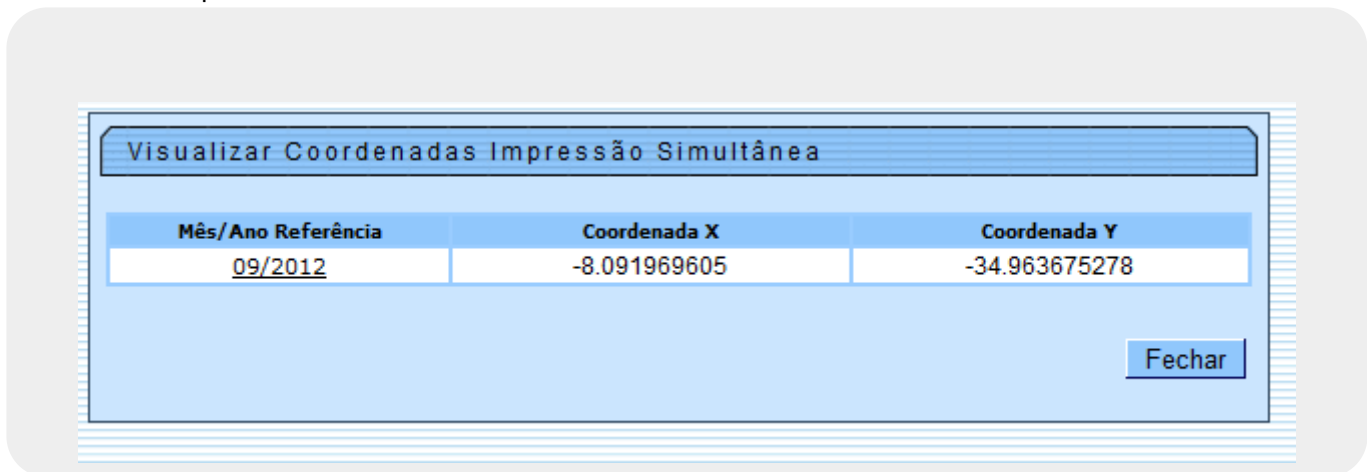 Visualizar Coordenadas Impressão Simultânea
Mês/Ano Referência Coordenada X Coordenada Y
09/2012 -8.091969605 -34.963675278
Fechar